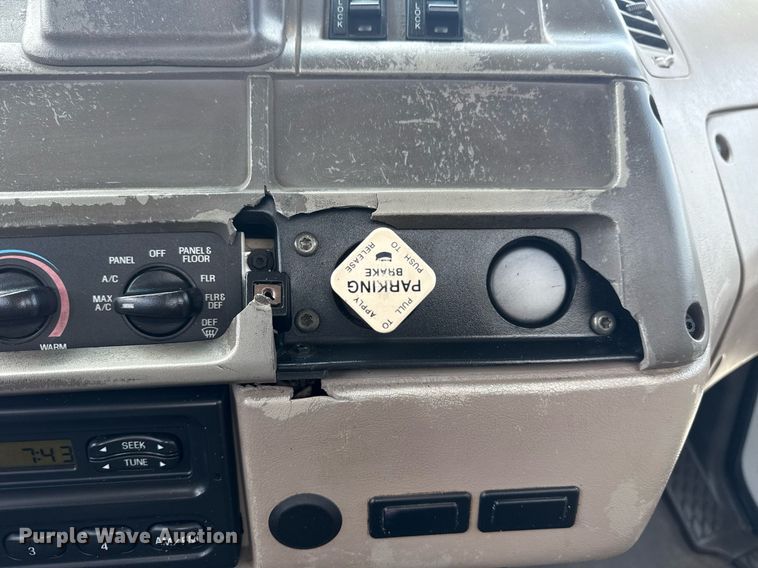 LOCK
LOCK
PANEL
OFF
PANEL &
FLOOR
A/C
FLR
MAX
A/C
FLR &
DEF
DEF
WARM
PUSH TO
RELEASE
PARKING
BRAKE
PULL TO
APPLY
7:43
SEEK
TUNE
3
4
Purple Wave Auction